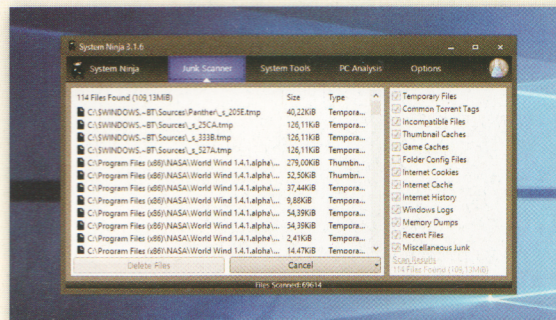 System Ninja 3.1.6
System Ninja Junk Scanner System Tools PC Analysis Options
114 Files Found (109,13MiB) Size Type
C:\$WINDOWS.~BT\Sources\Panther\_s_205E.tmp 40,22KiB Tempora...
C:\$WINDOWS.~BT\Sources\_s_25CA.tmp 126,11KiB Tempora...
C:\$WINDOWS.~BT\Sources\_s_333B.tmp 126,11KiB Tempora...
C:\$WINDOWS.~BT\Sources\_s_527A.tmp 126,11KiB Tempora...
C:\Program Files (x86)\NASA\World Wind 1.4.1.alpha\... 279,00KiB Thumbn...
C:\Program Files (x86)\NASA\World Wind 1.4.1.alpha\... 52,50KiB Thumbn...
C:\Program Files (x86)\NASA\World Wind 1.4.1.alpha\... 37,44KiB Tempora...
C:\Program Files (x86)\NASA\World Wind 1.4.1.alpha\... 9,88KiB Tempora...
C:\Program Files (x86)\NASA\World Wind 1.4.1.alpha\... 54,39KiB Tempora...
C:\Program Files (x86)\NASA\World Wind 1.4.1.alpha\... 54,39KiB Tempora...
C:\Program Files (x86)\NASA\World Wind 1.4.1.alpha\... 2,41KiB Tempora...
C:\Program Files (x86)\NASA\World Wind 1.4.1.alpha\... 14,47KiB Tempora...
Delete Files Cancel
Temporary Files
Common Torrent Tags
Incompatible Files
Thumbnail Caches
Game Caches
Folder Config Files
Internet Cookies
Internet Cache
Internet History
Windows Logs
Memory Dumps
Recent Files
Miscellaneous Junk
Scan Results
114 Files Found (109,13MiB)
Files Scanned: 69614